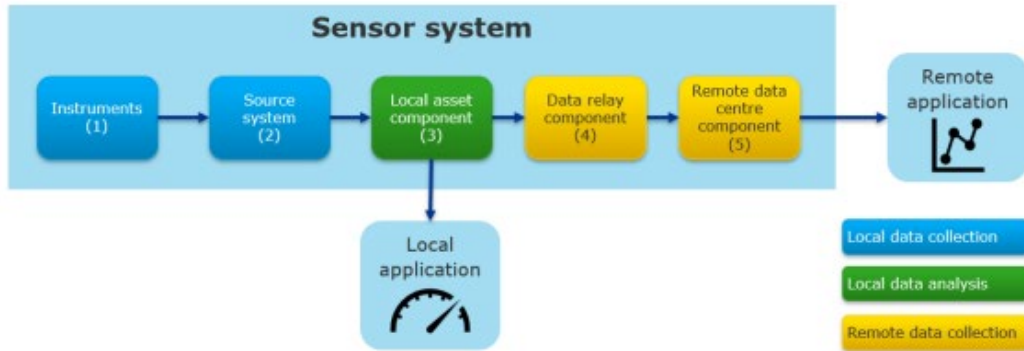 Sensor system
Instruments
(1)
Source
system
(2)
Local asset
component
(3)
Data relay
component
(4)
Remote data
centre
component
(5)
Remote
application
Local
application
Local data collection
Local data analysis
Remote data collection